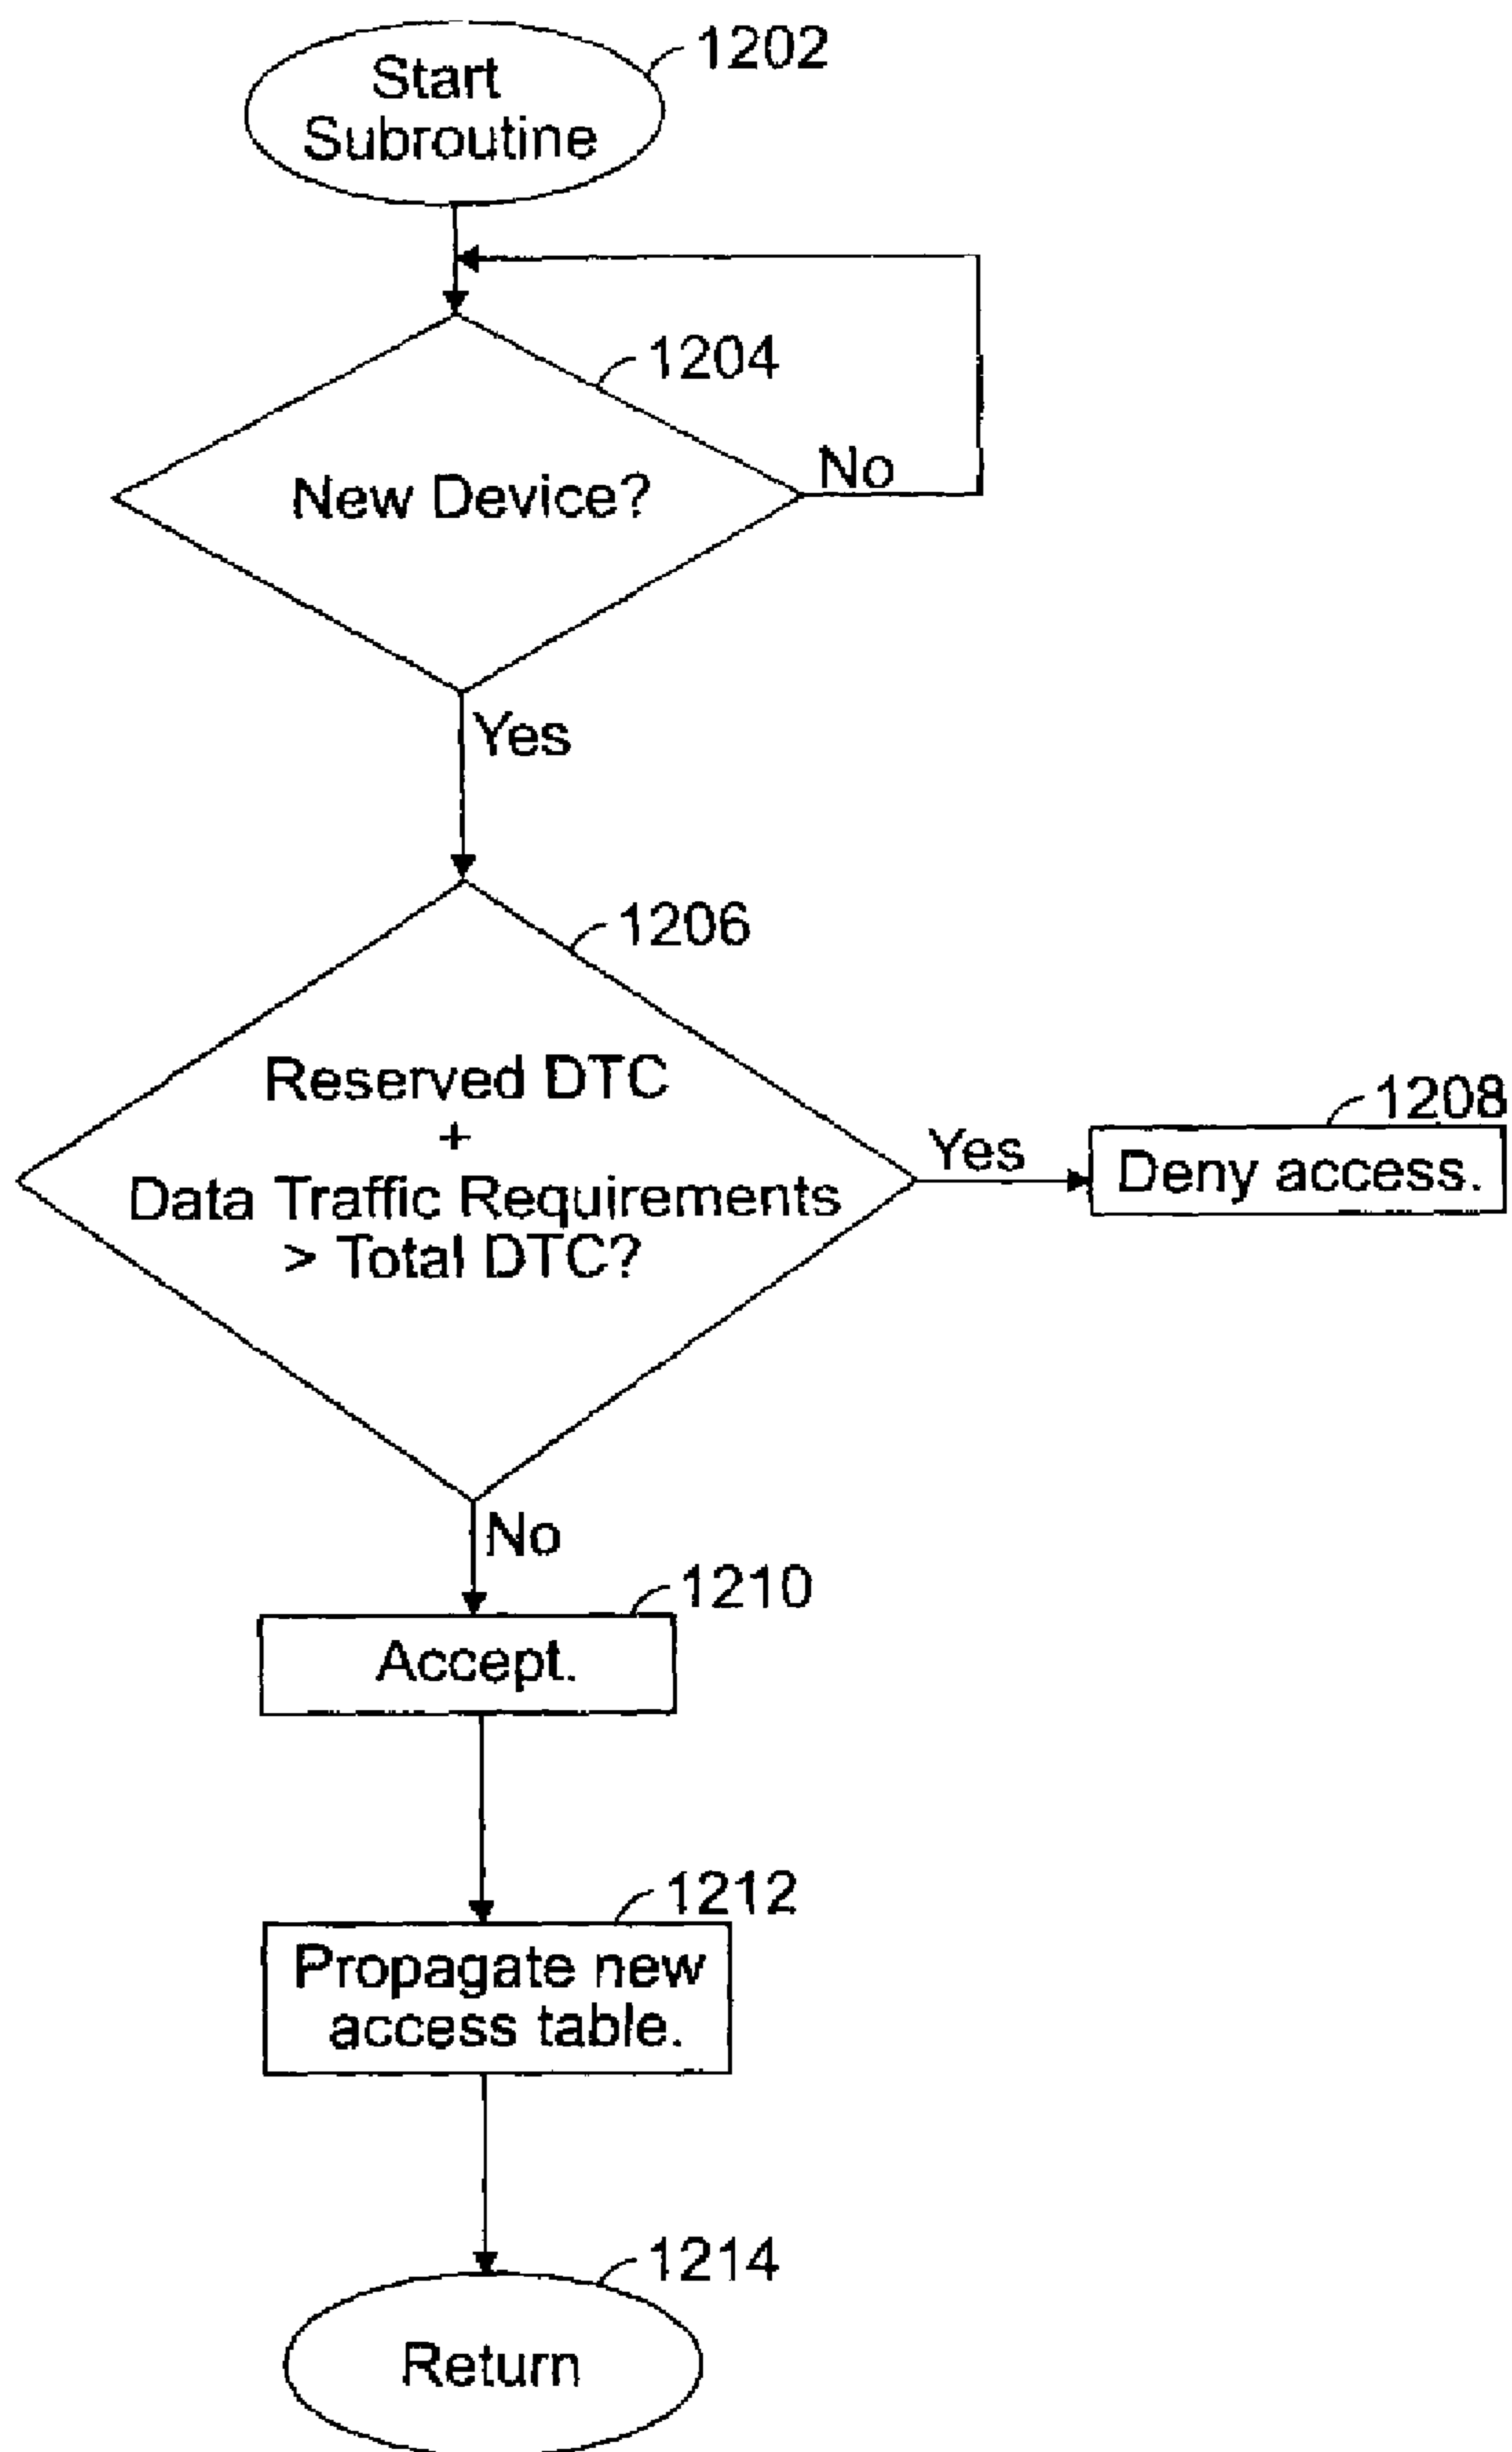 1202
Start
Subroutine
1204
New Device?
No
Yes
1206
Reserved DTC
+
Data Traffic Requirements
> Total DTC?
Yes
1208
Deny access.
No
1210
Accept.
1212
Propagate new
access table.
1214
Return